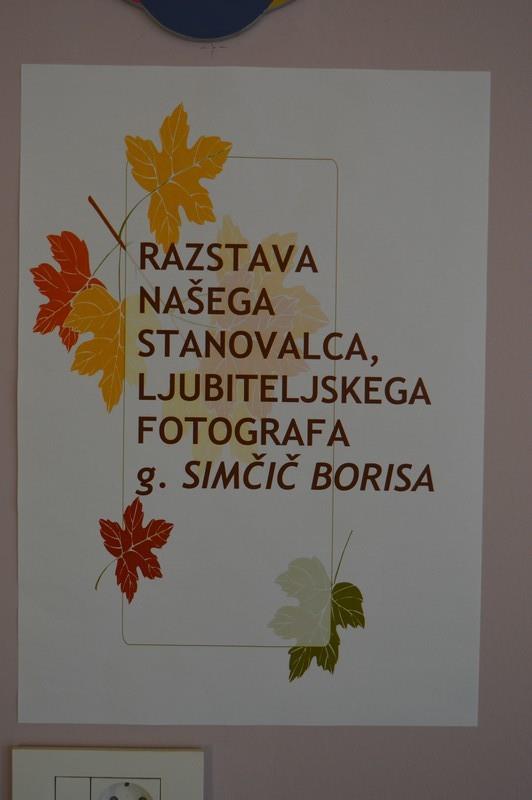 RAZSTAVA
NAŠEGA
STANOVALCA,
LJUBITELJSKEGA
FOTOGRAFA
g. SIMČIČ BORISA